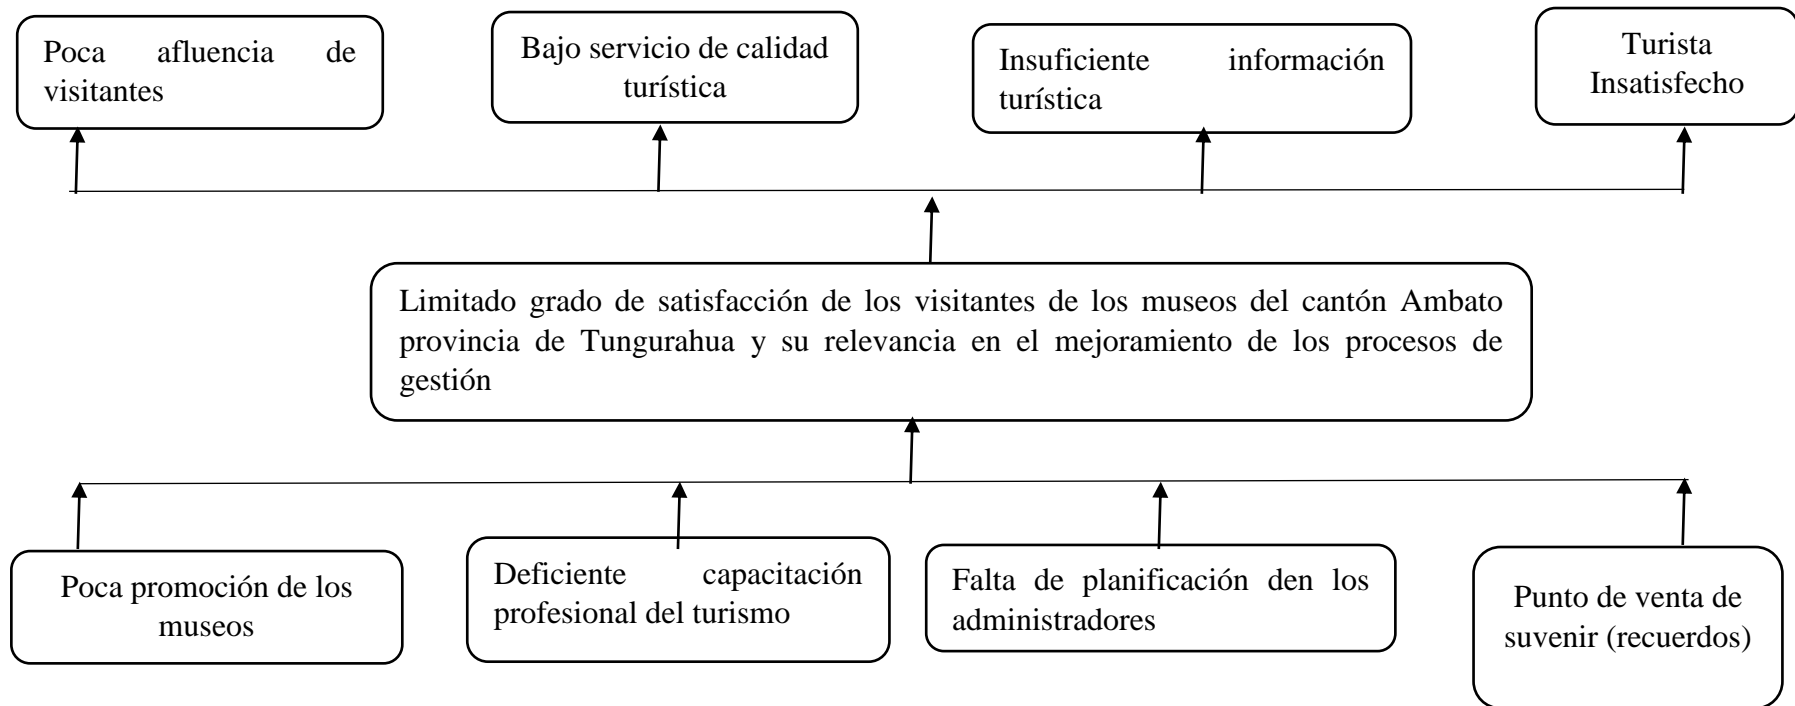 Poca afluencia de
visitantes
Bajo servicio de calidad
turística
Insuficiente información
turística
Turista
Insatisfecho
Limitado grado de satisfacción de los visitantes de los museos del cantón Ambato
provincia de Tungurahua y su relevancia en el mejoramiento de los procesos de
gestión
Poca promoción de los
museos
Deficiente capacitación
profesional del turismo
Falta de planificación den los
administradores
Punto de venta de
suvenir (recuerdos)